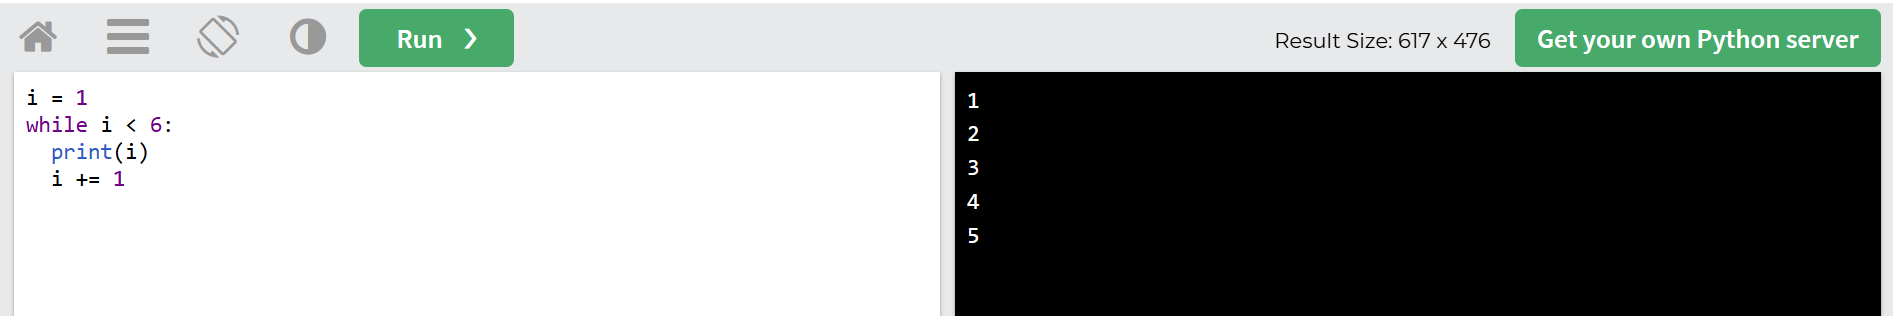 Run ❯
Result Size: 617 x 476
Get your own Python server
i = 1
while i < 6:
  print(i)
  i += 1
1
2
3
4
5